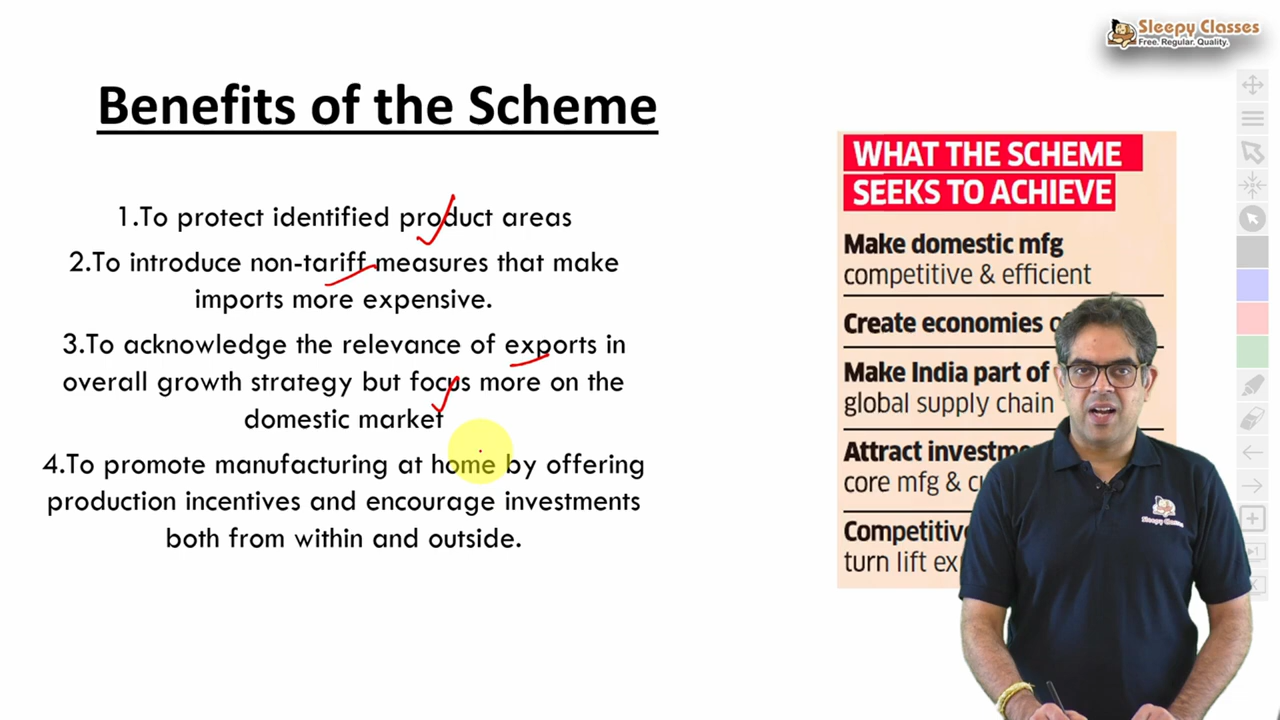 Sleepy Classes
Free. Regular. Quality.
Benefits of the Scheme
1.To protect identified product areas
2.To introduce non-tariff measures that make
imports more expensive.
3.To acknowledge the relevance of exports in
overall growth strategy but focus more on the
domestic market
4.To promote manufacturing at home by offering
production incentives and encourage investments
both from within and outside.
WHAT THE SCHEME
SEEKS TO ACHIEVE
Make domestic mfg
competitive & efficient
Create economies
Make India part of
global supply chain
Attract
core mfg &
turn lift
Sleepy Classes